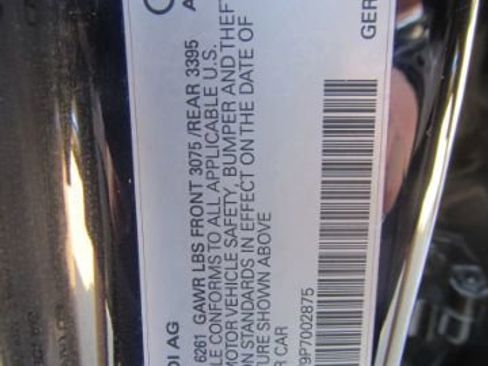 DI AG
6261 GAWR LBS FRONT 3075 /REAR 3395
LE CONFORMS TO ALL APPLICABLE U.S.
MOTOR VEHICLE SAFETY, BUMPER AND THEFT
ON STANDARDS IN EFFECT ON THE DATE OF
TURE SHOWN ABOVE
R CAR
9P7002875
GER